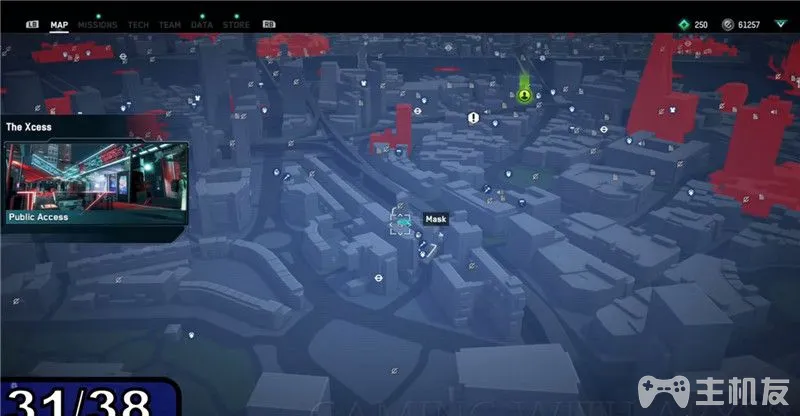 LB MAP MISSIONS TECH TEAM DATA STORE RB 250 61257
The Xcess
Public Access
Mask
31/38
主机友